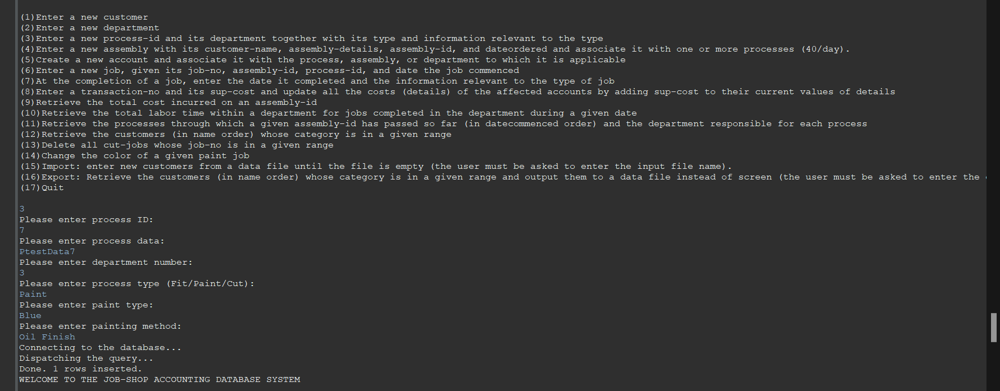 (1)Enter a new customer
(2)Enter a new department
(3)Enter a new process-id and its department together with its type and information relevant to the type
(4)Enter a new assembly with its customer-name, assembly-details, assembly-id, and dateordered and associate it with one or more processes (40/day).
(5)Create a new account and associate it with the process, assembly, or department to which it is applicable
(6)Enter a new job, given its job-no, assembly-id, process-id, and date the job commenced
(7)At the completion of a job, enter the date it completed and the information relevant to the type of job
(8)Enter a transaction-no and its sup-cost and update all the costs (details) of the affected accounts by adding sup-cost to their current values of details
(9)Retrieve the total cost incurred on an assembly-id
(10)Retrieve the total labor time within a department for jobs completed in the department during a given date
(11)Retrieve the processes through which a given assembly-id has passed so far (in datecommenced order) and the department responsible for each process
(12)Retrieve the customers (in name order) whose category is in a given range
(13)Delete all cut-jobs whose job-no is in a given range
(14)Change the color of a given paint job
(15)Import: enter new customers from a data file until the file is empty (the user must be asked to enter the input file name).
(16)Export: Retrieve the customers (in name order) whose category is in a given range and output them to a data file instead of screen (the user must be asked to enter the
(17)Quit
3
Please enter process ID:
7
Please enter process data:
PtestData7
Please enter department number:
3
Please enter process type (Fit/Paint/Cut):
Paint
Please enter paint type:
Blue
Please enter painting method:
Oil Finish
Connecting to the database...
Dispatching the query...
Done. 1 rows inserted.
WELCOME TO THE JOB-SHOP ACCOUNTING DATABASE SYSTEM